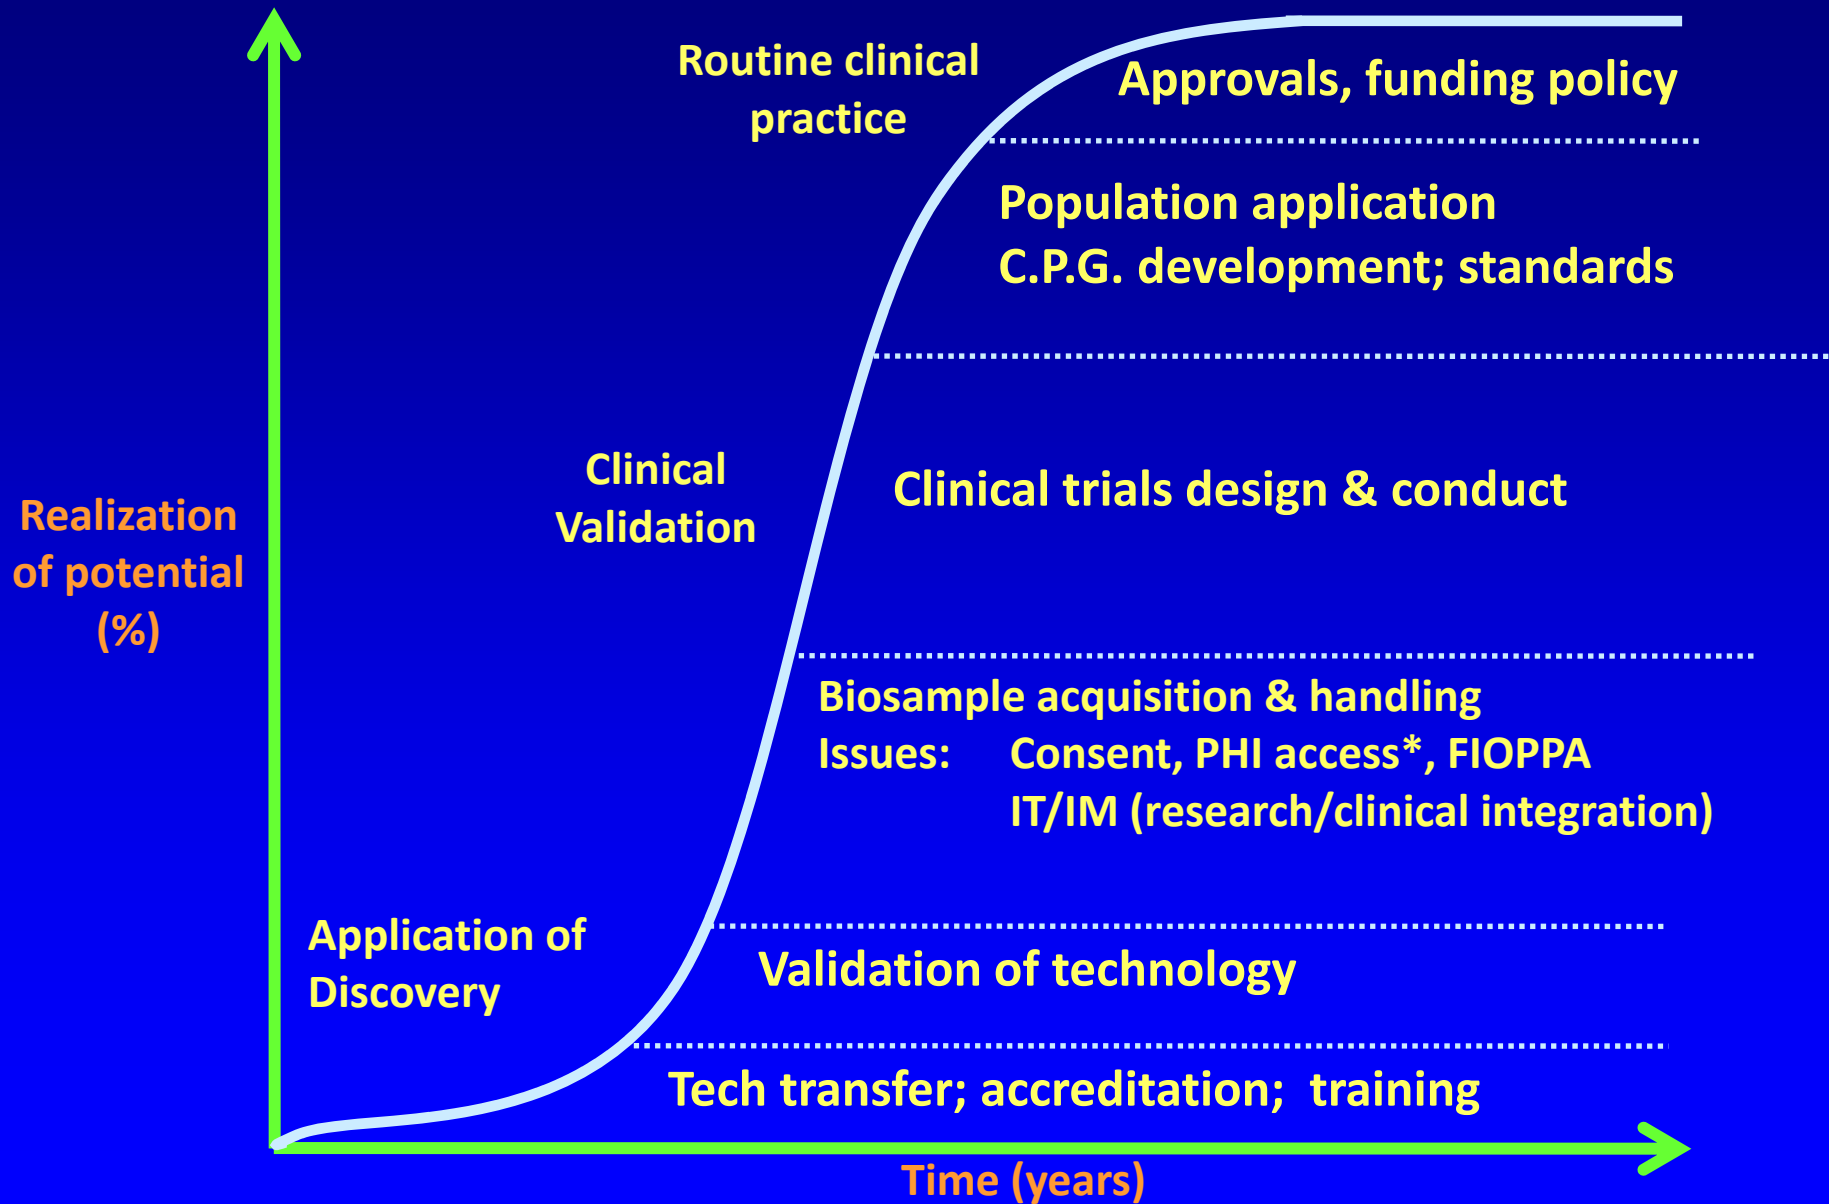 Routine clinical
practice
Approvals, funding policy
Population application
C.P.G. development; standards
Clinical
Validation
Clinical trials design & conduct
Realization
of potential
(%)
Biosample acquisition & handling
Issues: Consent, PHI access*, FIOPPA
IT/IM (research/clinical integration)
Application of
Discovery
Validation of technology
Tech transfer; accreditation; training
Time (years)